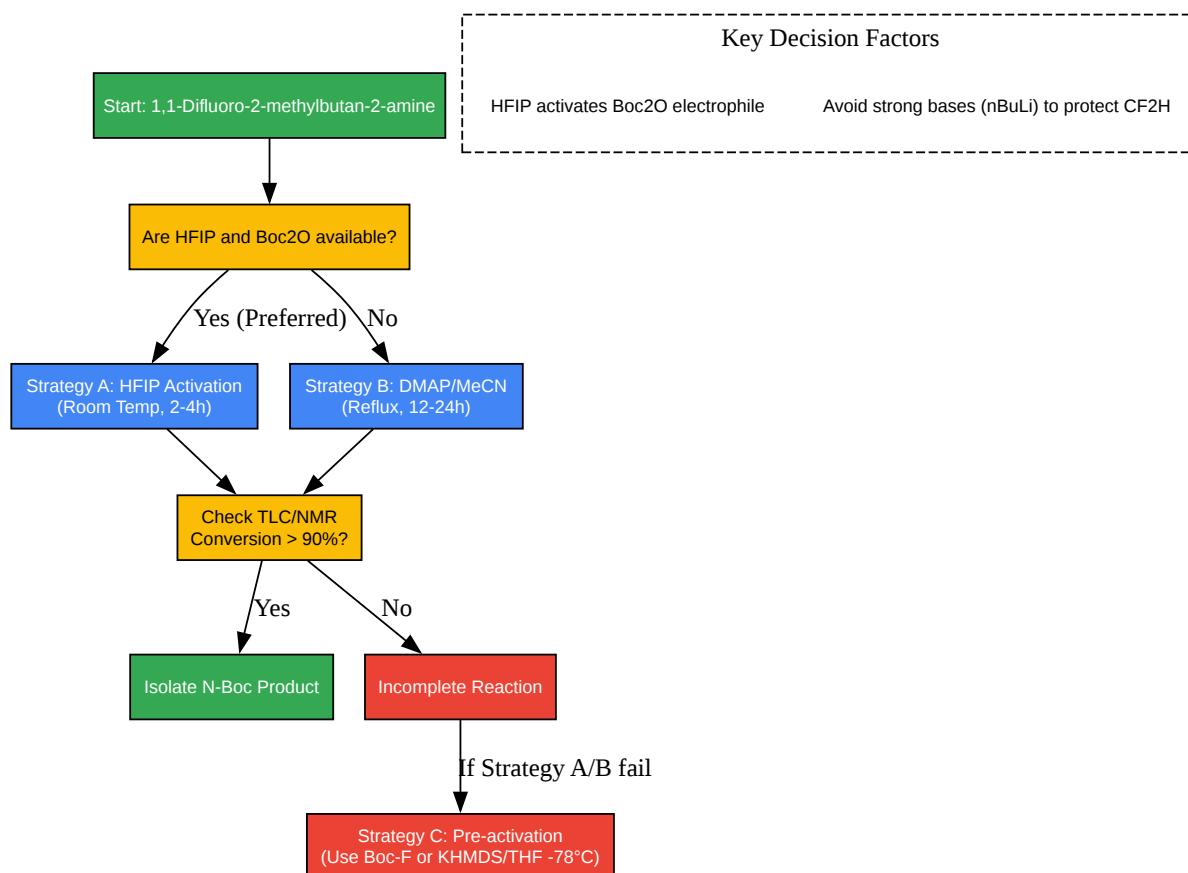 Key Decision Factors
HFIP activates Boc2O electrophile
Avoid strong bases (nBuLi) to protect CF2H
Start: 1,1-Difluoro-2-methylbutan-2-amine
Are HFIP and Boc2O available?
Yes (Preferred)
No
Strategy A: HFIP Activation
(Room Temp, 2-4h)
Strategy B: DMAP/MeCN
(Reflux, 12-24h)
Check TLC/NMR
Conversion > 90%?
Yes
No
Isolate N-Boc Product
Incomplete Reaction
If Strategy A/B fail
Strategy C: Pre-activation
(Use Boc-F or KHMDS/THF -78°C)